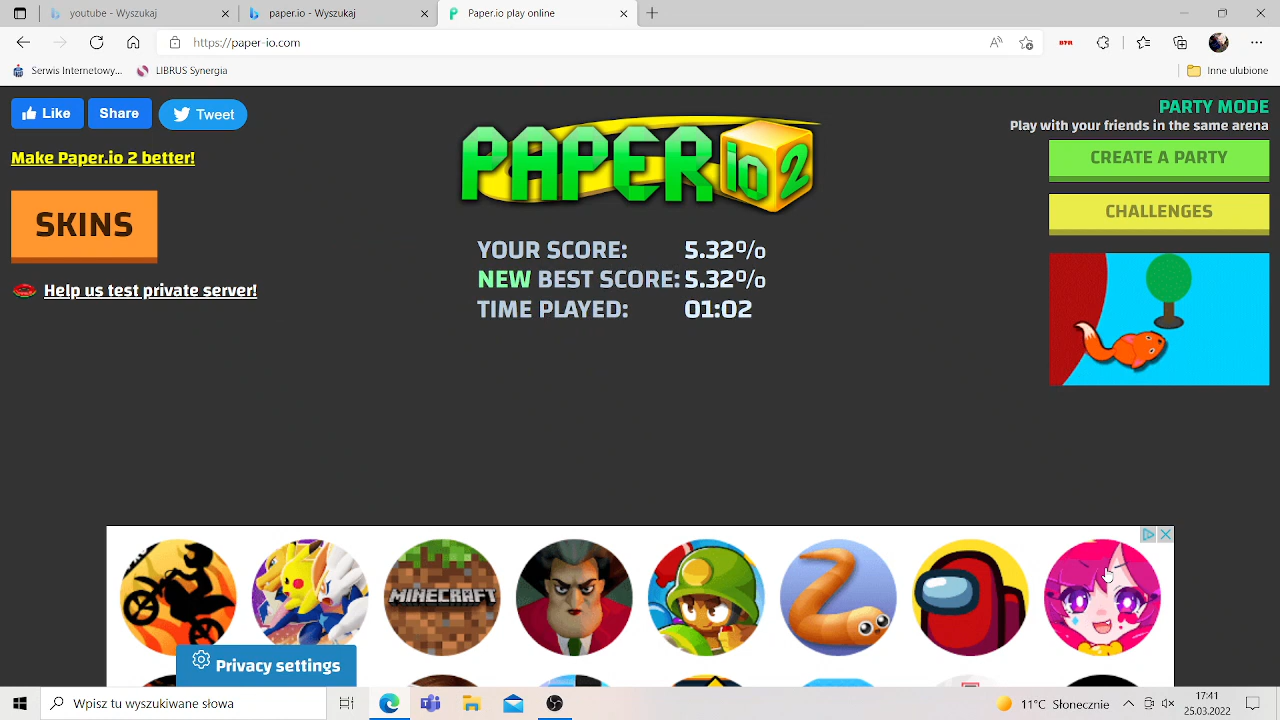 youtube - Wyszukaj
paper.io - Wyszukaj
Paper.io play online
https://paper-io.com
Serwis Internetowy...
LIBRUS Synergia
Inne ulubione
Like
Share
Tweet
Make Paper.io 2 better!
SKINS
Help us test private server!
PAPER io 2
YOUR SCORE: 5.32%
NEW BEST SCORE: 5.32%
TIME PLAYED: 01:02
PARTY MODE
Play with your friends in the same arena
CREATE A PARTY
CHALLENGES
MINECRAFT
Privacy settings
Wpisz tu wyszukiwane słowa
11°C Słonecznie
17:41
25.03.2022